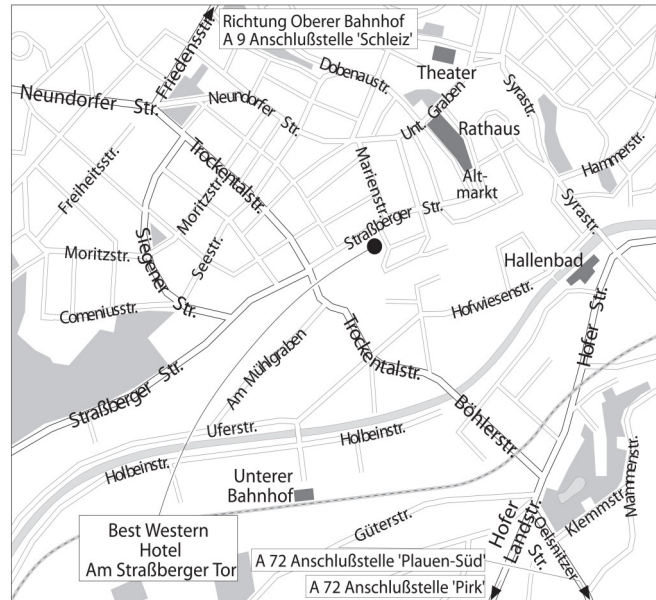 Richtung Oberer Bahnhof
A 9 Anschlußstelle 'Schleiz'
Friedensstr.
Neundorfer Str.
Neundorfer Str.
Dobenaustr.
Theater
Unt. Graben
Syrastr.
Rathaus
Alt-
markt
Hammerstr.
Syrastr.
Freiheitsstr.
Trockentalstr.
Moritzstr.
Marienstr.
Straßberger Str.
Moritzstr.
Siegener Str.
Seestr.
Hallenbad
Comeniusstr.
Hofwiesenstr.
Hofer Str.
Straßberger Str.
Am Mühlgraben
Trockentalstr.
Böhlerstr.
Uferstr.
Holbeinstr.
Holbeinstr.
Unterer
Bahnhof
Mammenstr.
Klemmstr.
Güterstr.
Hofer
Landstr.
Oelsnitzer
Str.
Best Western
Hotel
Am Straßberger Tor
A 72 Anschlußstelle 'Plauen-Süd'
A 72 Anschlußstelle 'Pirk'